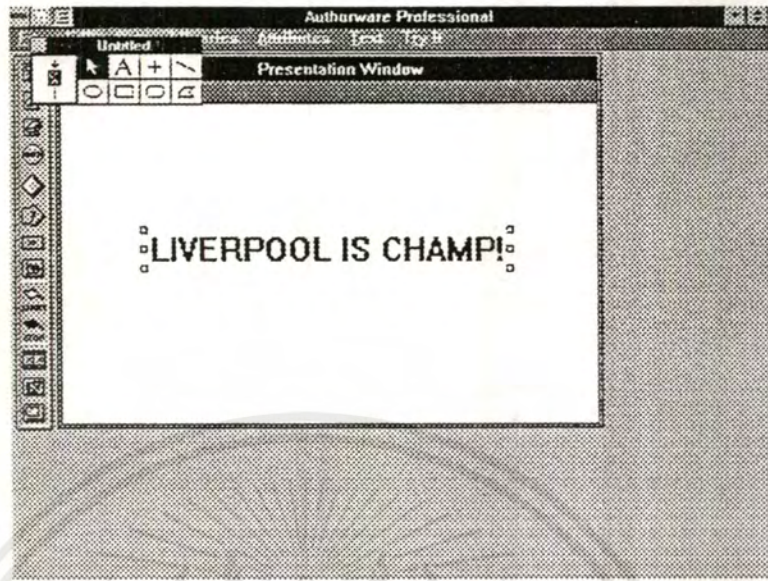 Authorware Professional
Attributes Text Try It
Untitled
A
Presentation Window
LIVERPOOL IS CHAMP!